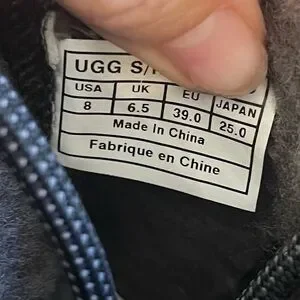 UGG S/
USA UK EU JAPAN
8 6.5 39.0 25.0
Made In China
Fabrique en Chine